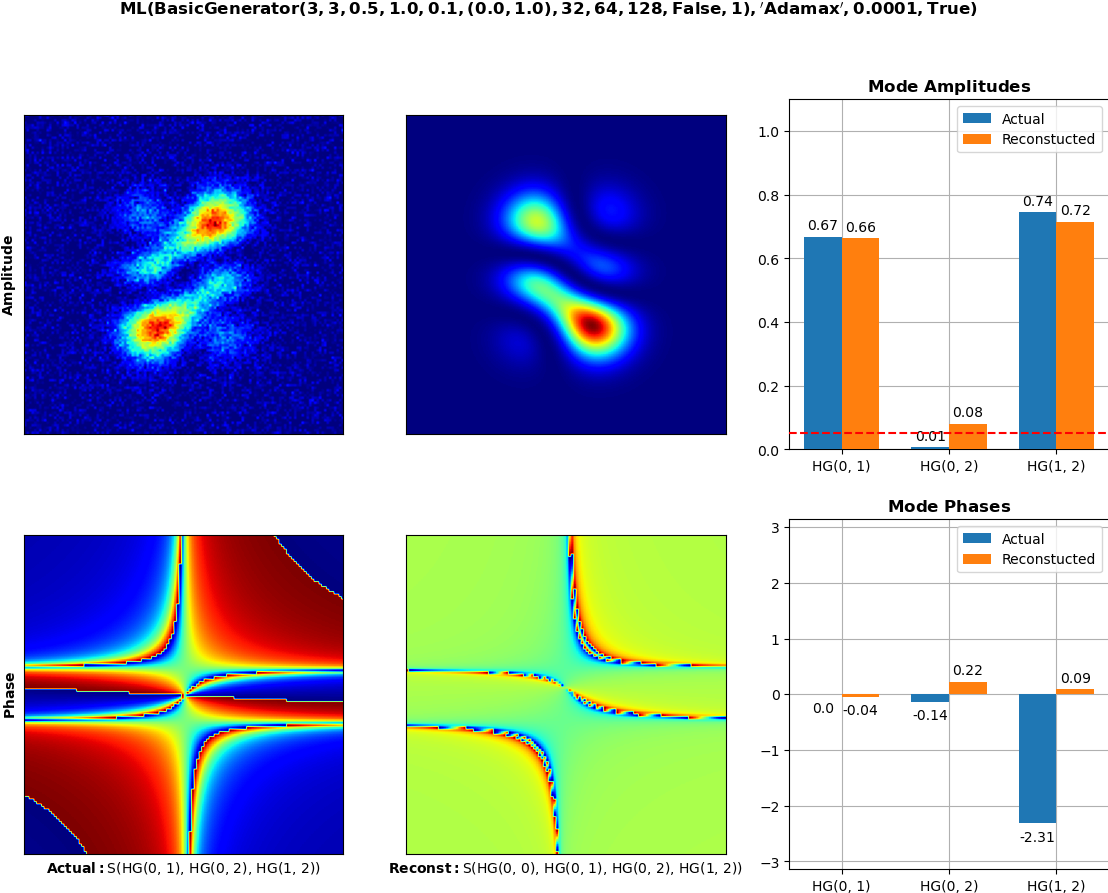 ML(BasicGenerator(3, 3, 0.5, 1.0, 0.1, (0.0, 1.0), 32, 64, 128, False, 1), ′Adamax′, 0.0001, True)
Amplitude
Mode Amplitudes
Actual
Reconstucted
1.0
0.8
0.6
0.4
0.2
0.0
0.67
0.66
0.01
0.08
0.74
0.72
HG(0, 1)
HG(0, 2)
HG(1, 2)
Phase
Actual: S(HG(0, 1), HG(0, 2), HG(1, 2))
Reconst: S(HG(0, 0), HG(0, 1), HG(0, 2), HG(1, 2))
Mode Phases
Actual
Reconstucted
3
2
1
0
−1
−2
−3
0.0
-0.04
-0.14
0.22
-2.31
0.09
HG(0, 1)
HG(0, 2)
HG(1, 2)